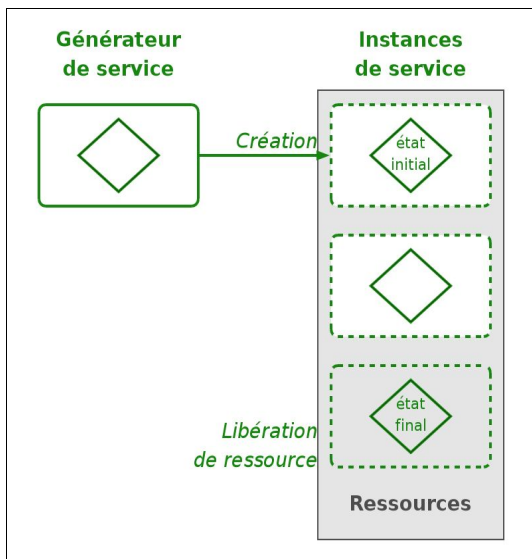 Générateur
de service
Instances
de service
Création
état
initial
état
final
Libération
de ressource
Ressources